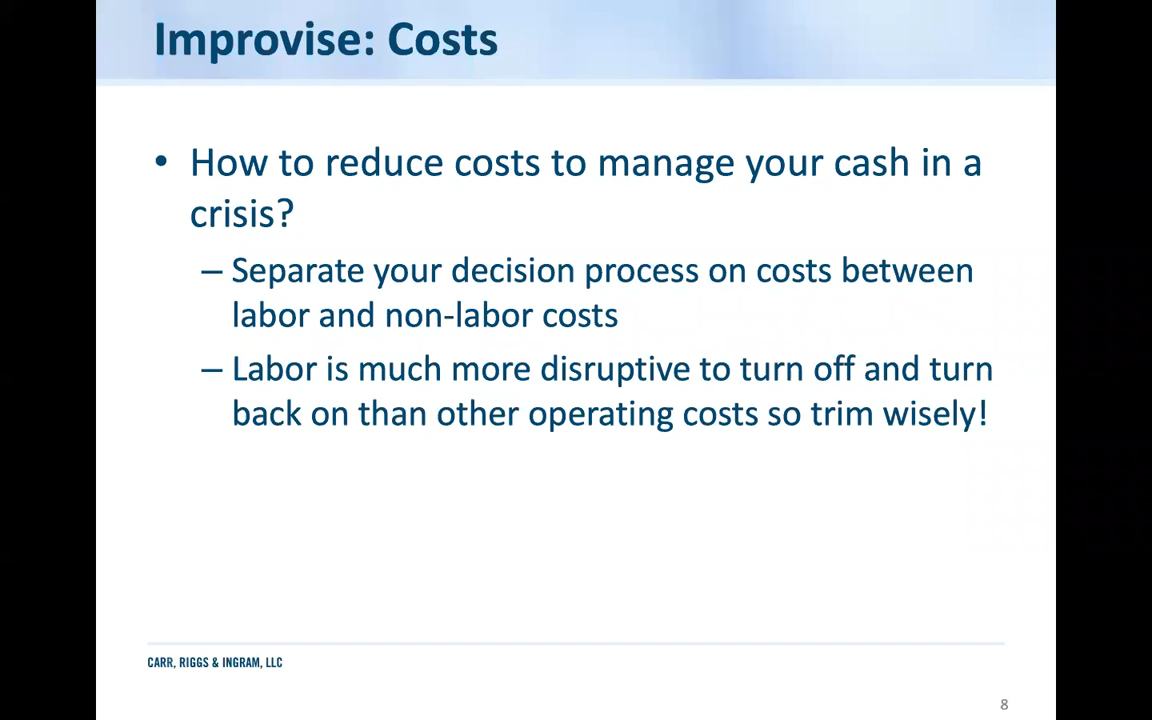 Improvise: Costs
• How to reduce costs to manage your cash in a
crisis?
– Separate your decision process on costs between
labor and non-labor costs
– Labor is much more disruptive to turn off and turn
back on than other operating costs so trim wisely!
CARR, RIGGS & INGRAM, LLC
8